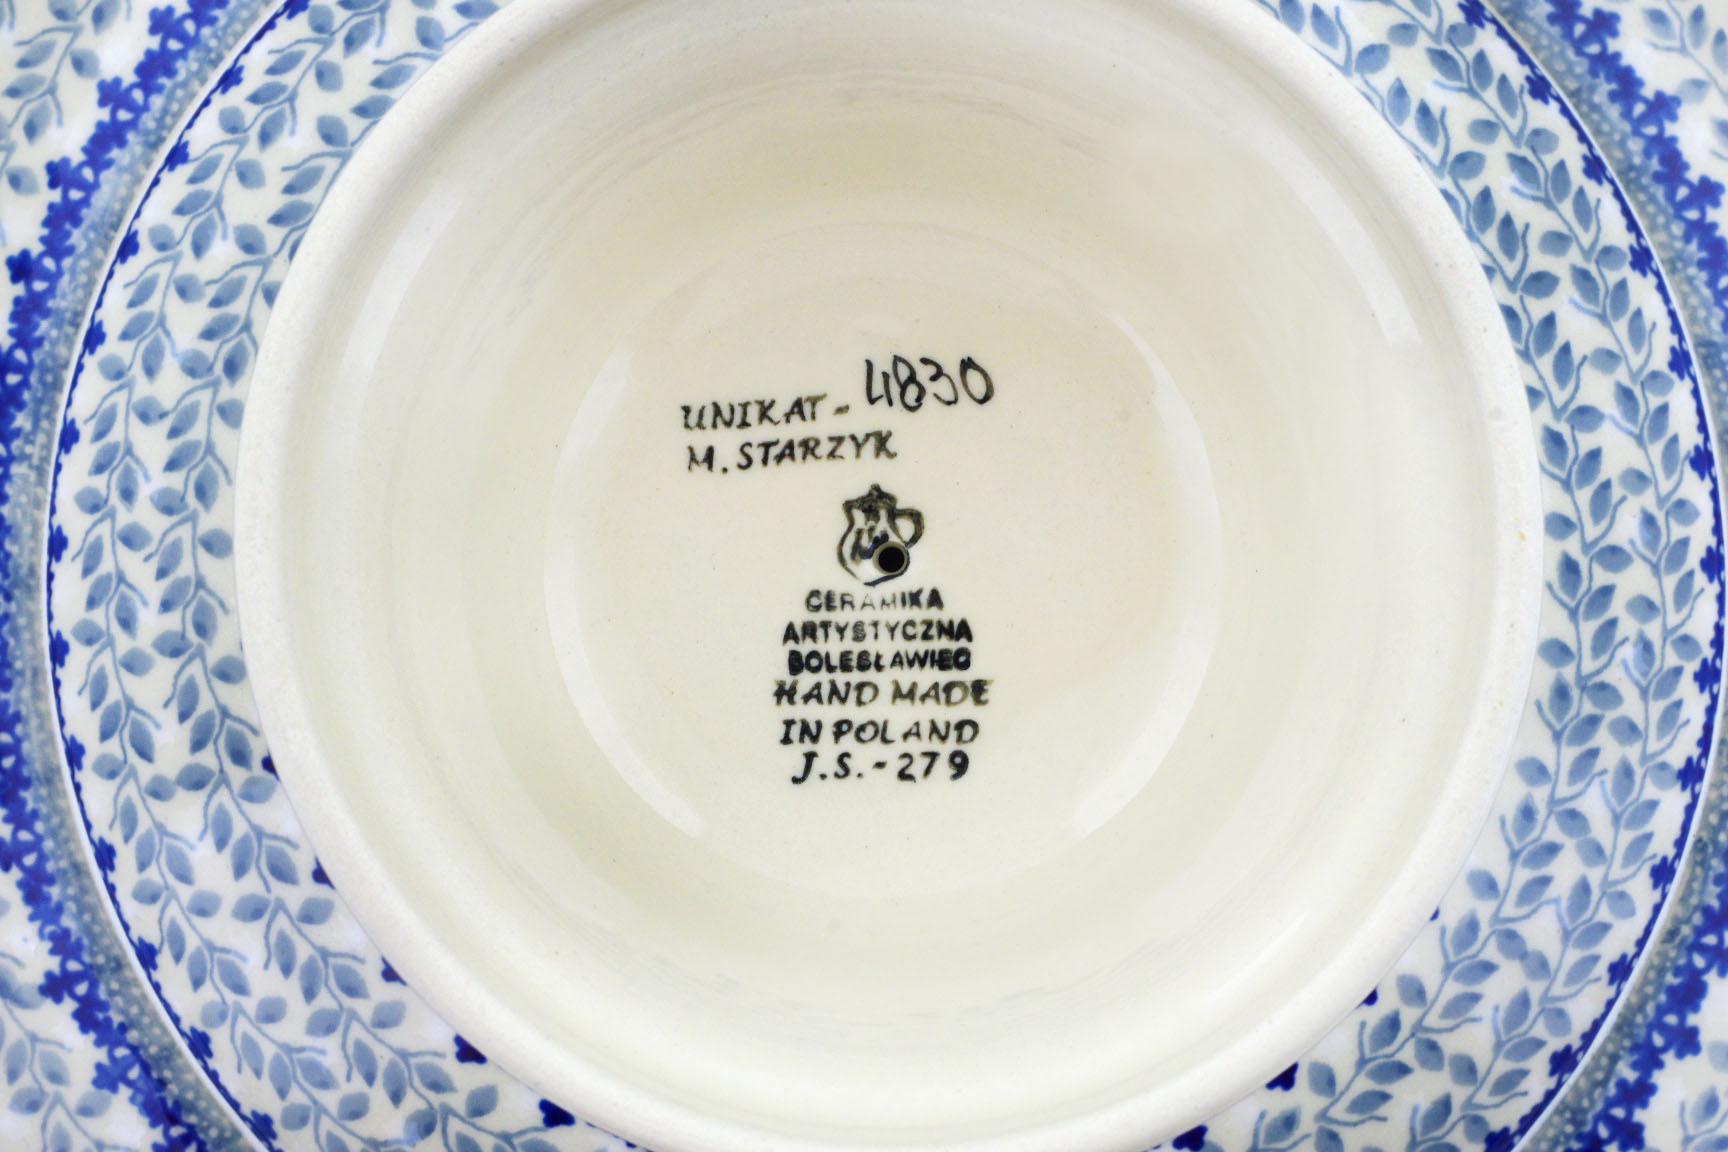 UNIKAT - 4830
M. STARZYK
CERAMIKA
ARTYSTYCZNA
BOLESŁAWIEC
HAND MADE
IN POLAND
J.S.-279